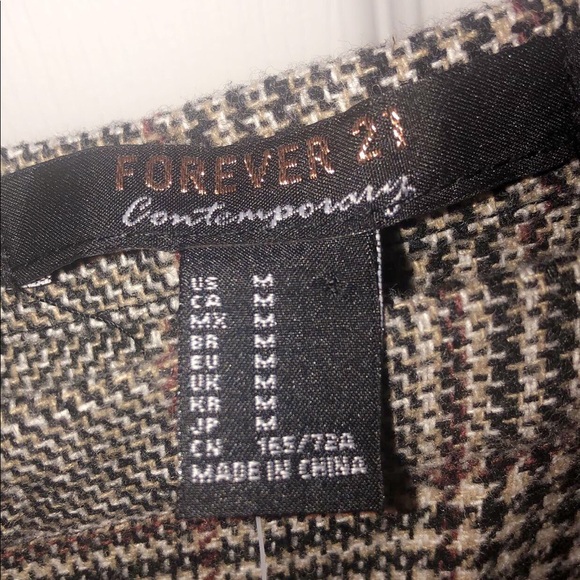 FOREVER 21
Contemporary
US M
CA M
MX M
BR M
EU M
UK M
KR M
JP M
CN 165/72A
MADE IN CHINA